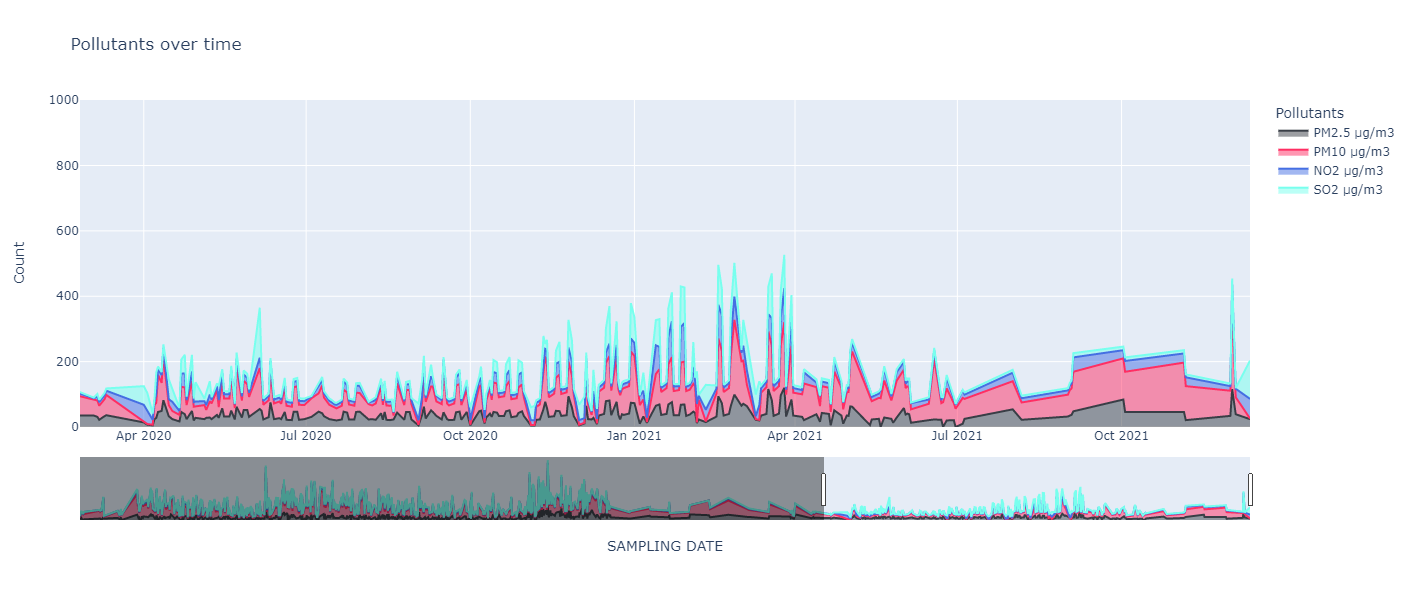 Pollutants over time
Pollutants
PM2.5 µg/m3
PM10 µg/m3
NO2 µg/m3
SO2 µg/m3
Count
1000
800
600
400
200
0
Apr 2020 Jul 2020 Oct 2020 Jan 2021 Apr 2021 Jul 2021 Oct 2021
SAMPLING DATE